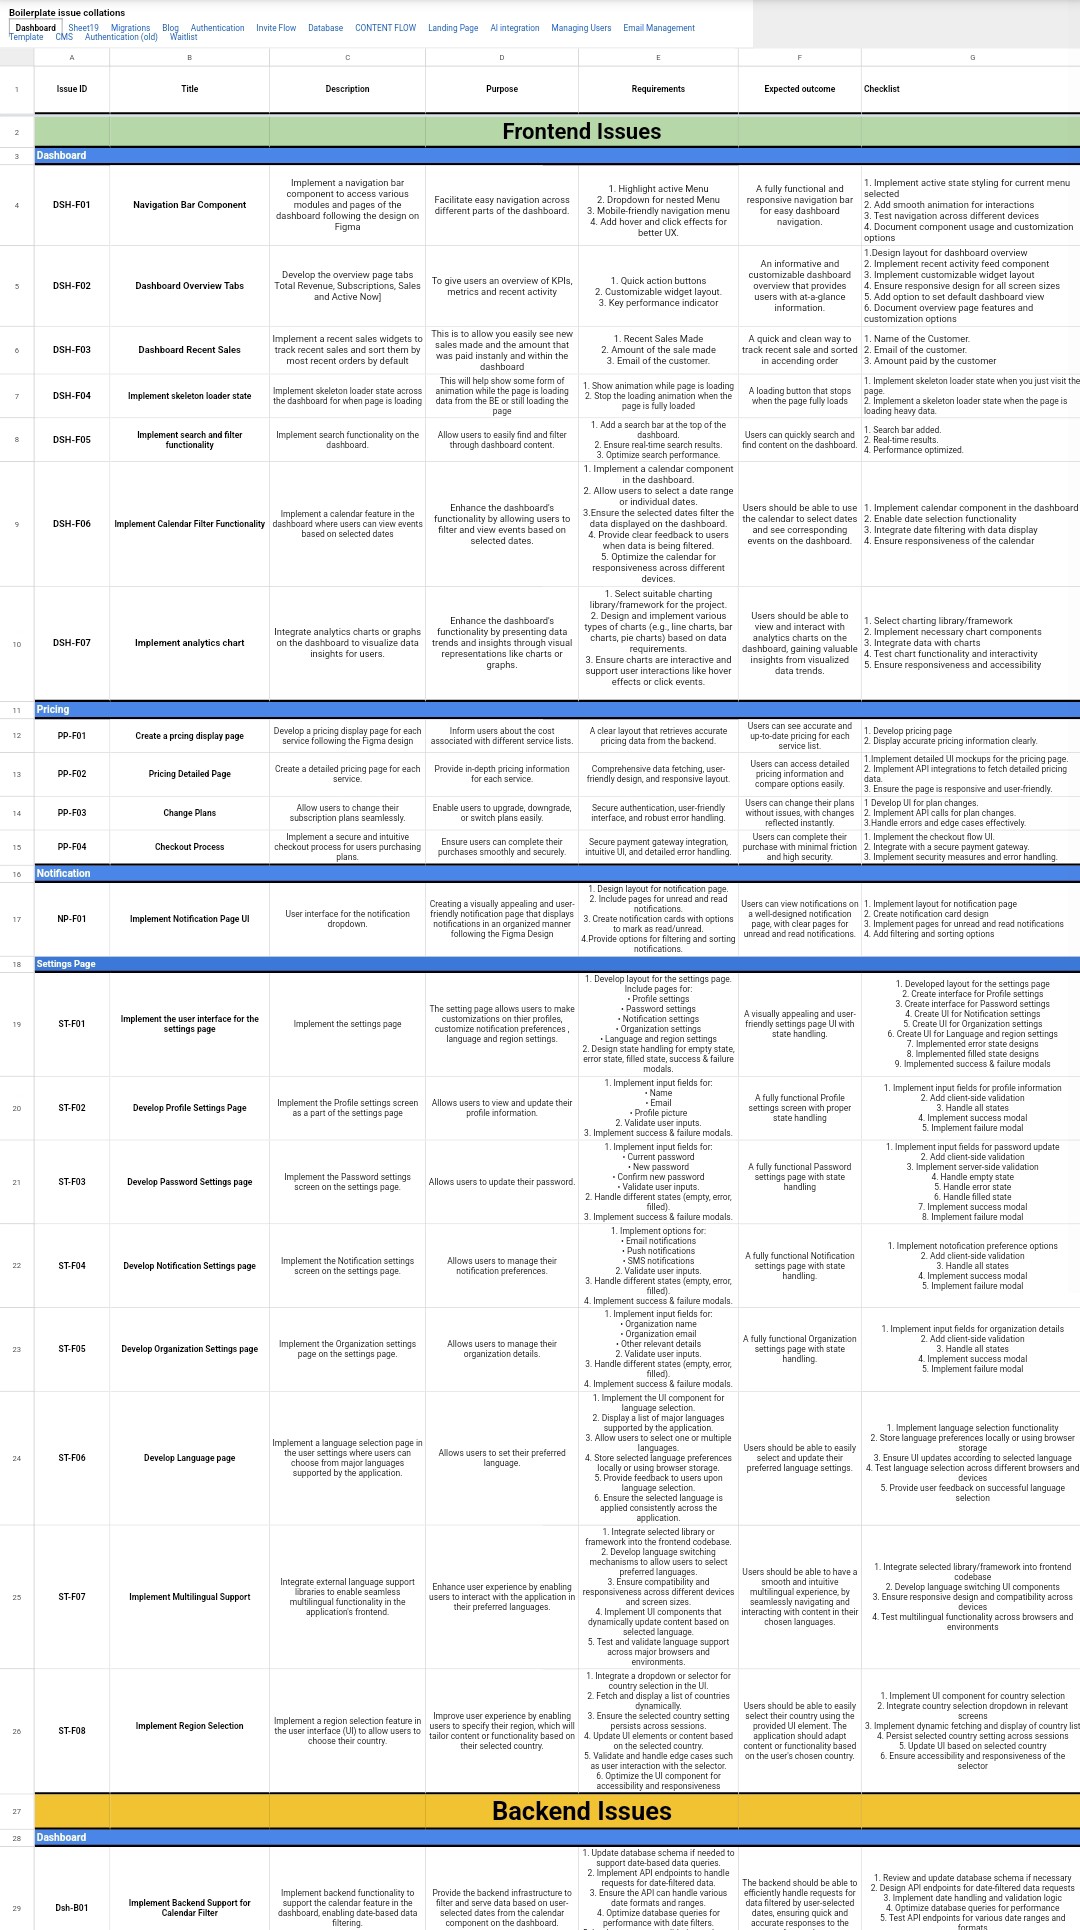 Boilerplate issue collations
Dashboard Sheet19 Migrations Blog Authentication Invite Flow Database CONTENT FLOW Landing Page AI integration Managing Users Email Management
Template CMS Authentication (old) Waitlist
A B C D E F G
1 Issue ID Title Description Purpose Requirements Expected outcome Checklist
2 Frontend Issues
3 Dashboard
4
DSH-F01
Navigation Bar Component
Implement a navigation bar
component to access various
modules and pages of the
dashboard following the design on
Figma
Facilitate easy navigation across
different parts of the dashboard.
1. Highlight active Menu
2. Dropdown for nested Menu
3. Mobile-friendly navigation menu
4. Add hover and click effects for
better UX.
A fully functional and
responsive navigation bar
for easy dashboard
navigation.
1. Implement active state styling for current menu
selected
2. Add smooth animation for interactions
3. Test navigation across different devices
4. Document component usage and customization
options
5
DSH-F02
Dashboard Overview Tabs
Develop the overview page tabs
Total Revenue, Subscriptions, Sales
and Active Now]
To give users an overview of KPIs,
metrics and recent activity
1. Quick action buttons
2. Customizable widget layout.
3. Key performance indicator
An informative and
customizable dashboard
overview that provides
users with at-a-glance
information.
1.Design layout for dashboard overview
2. Implement recent activity feed component
3. Implement customizable widget layout
4. Ensure responsive design for all screen sizes
5. Add option to set default dashboard view
6. Document overview page features and
customization options
6
DSH-F03
Dashboard Recent Sales
Implement a recent sales widgets to
track recent sales and sort them by
most recent orders by default
This is to allow you easily see new
sales made and the amount that
was paid instanly and within the
dashboard
1. Recent Sales Made
2. Amount of the sale made
3. Email of the customer.
A quick and clean way to
track recent sale and sorted
in accending order
1. Name of the Customer.
2. Email of the customer.
3. Amount paid by the customer
7
DSH-F04
Implement skeleton loader state
Implement skeleton loader state across
the dashboard for when page is loading
This will help show some form of
animation while the page is loading
data from the BE or still loading the
page
1. Show animation while page is loading
2. Stop the loading animation when the
page is fully loaded
A loading button that stops
when the page fully loads
1. Implement skeleton loader state when you just visit the
page.
2. Implement a skeleton loader state when the page is
loading heavy data.
8
DSH-F05
Implement search and filter
functionality
Implement search functionality on the
dashboard.
Allow users to easily find and filter
through dashboard content.
1. Add a search bar at the top of the
dashboard.
2. Ensure real-time search results.
3. Optimize search performance.
Users can quickly search and
find content on the dashboard.
1. Search bar added.
2. Real-time results.
4. Performance optimized.
9
DSH-F06
Implement Calendar Filter Functionality
Implement a calendar feature in the
dashboard where users can view events
based on selected dates
Enhance the dashboard's
functionality by allowing users to
filter and view events based on
selected dates.
1. Implement a calendar component
in the dashboard.
2. Allow users to select a date range
or individual dates.
3.Ensure the selected dates filter the
data displayed on the dashboard.
4. Provide clear feedback to users
when data is being filtered.
5. Optimize the calendar for
responsiveness across different
devices.
Users should be able to use
the calendar to select dates
and see corresponding
events on the dashboard.
1. Implement calendar component in the dashboard
2. Enable date selection functionality
3. Integrate date filtering with data display
4. Ensure responsiveness of the calendar
10
DSH-F07
Implement analytics chart
Integrate analytics charts or graphs
on the dashboard to visualize data
insights for users.
Enhance the dashboard's
functionality by presenting data
trends and insights through visual
representations like charts or
graphs.
1. Select suitable charting
library/framework for the project.
2. Design and implement various
types of charts (e.g., line charts, bar
charts, pie charts) based on data
requirements.
3. Ensure charts are interactive and
support user interactions like hover
effects or click events.
Users should be able to
view and interact with
analytics charts on the
dashboard, gaining valuable
insights from visualized
data trends.
1. Select charting library/framework
2. Implement necessary chart components
3. Integrate data with charts
4. Test chart functionality and interactivity
5. Ensure responsiveness and accessibility
11 Pricing
12
PP-F01
Create a prcing display page
Develop a pricing display page for each
service following the Figma design
Inform users about the cost
associated with different service lists.
A clear layout that retrieves accurate
pricing data from the backend.
Users can see accurate and
up-to-date pricing for each
service list.
1. Develop pricing page
2. Display accurate pricing information clearly.
13
PP-F02
Pricing Detailed Page
Create a detailed pricing page for each
service.
Provide in-depth pricing information
for each service.
Comprehensive data fetching, user-
friendly design, and responsive layout.
Users can access detailed
pricing information and
compare options easily.
1.Implement detailed UI mockups for the pricing page.
2. Implement API integrations to fetch detailed pricing
data.
3. Ensure the page is responsive and user-friendly.
14
PP-F03
Change Plans
Allow users to change their
subscription plans seamlessly.
Enable users to upgrade, downgrade,
or switch plans easily.
Secure authentication, user-friendly
interface, and robust error handling.
Users can change their plans
without issues, with changes
reflected instantly.
1 Develop UI for plan changes.
2. Implement API calls for plan changes.
3.Handle errors and edge cases effectively.
15
PP-F04
Checkout Process
Implement a secure and intuitive
checkout process for users purchasing
plans.
Ensure users can complete their
purchases smoothly and securely.
Secure payment gateway integration,
intuitive UI, and detailed error handling.
Users can complete their
purchase with minimal friction
and high security.
1. Implement the checkout flow UI.
2. Integrate with a secure payment gateway.
3. Implement security measures and error handling.
16 Notification
17
NP-F01
Implement Notification Page UI
User interface for the notification
dropdown.
Creating a visually appealing and user-
friendly notification page that displays
notifications in an organized manner
following the Figma Design
1. Design layout for notification page.
2. Include pages for unread and read
notifications.
3. Create notification cards with options
to mark as read/unread.
4.Provide options for filtering and sorting
notifications.
Users can view notifications on
a well-designed notification
page, with clear pages for
unread and read notifications.
1. Implement layout for notification page
2. Create notification card design
3. Implement pages for unread and read notifications
4. Add filtering and sorting options
18 Settings Page
19
ST-F01
Implement the user interface for the
settings page
Implement the settings page
The setting page allows users to make
customizations on thier profiles,
customize notification preferences ,
language and region settings.
1. Develop layout for the settings page.
Include pages for:
• Profile settings
• Password settings
• Notification settings
• Organization settings
• Language and region settings
2. Design state handling for empty state,
error state, filled state, success & failure
modals.
A visually appealing and user-
friendly settings page UI with
state handling.
1. Developed layout for the settings page
2. Create interface for Profile settings
3. Create interface for Password settings
4. Create UI for Notification settings
5. Create UI for Organization settings
6. Create UI for Language and region settings
7. Implemented error state designs
8. Implemented filled state designs
9. Implemented success & failure modals
20
ST-F02
Develop Profile Settings Page
Implement the Profile settings screen
as a part of the settings page
Allows users to view and update their
profile information.
1. Implement input fields for:
• Name
• Email
• Profile picture
2. Validate user inputs.
3. Implement success & failure modals.
A fully functional Profile
settings screen with proper
state handling
1. Implement input fields for profile information
2. Add client-side validation
3. Handle all states
4. Implement success modal
5. Implement failure modal
21
ST-F03
Develop Password Settings page
Implement the Password settings
screen on the settings page.
Allows users to update their password.
1. Implement input fields for:
• Current password
• New password
• Confirm new password
• Validate user inputs.
2. Handle different states (empty, error,
filled).
3. Implement success & failure modals.
A fully functional Password
settings page with state
handling
1. Implement input fields for password update
2. Add client-side validation
3. Implement server-side validation
4. Handle empty state
5. Handle error state
6. Handle filled state
7. Implement success modal
8. Implement failure modal
22
ST-F04
Develop Notification Settings page
Implement the Notification settings
screen on the settings page.
Allows users to manage their
notification preferences.
1. Implement options for:
• Email notifications
• Push notifications
• SMS notifications
2. Validate user inputs.
3. Handle different states (empty, error,
filled).
4. Implement success & failure modals.
A fully functional Notification
settings page with state
handling.
1. Implement notofication preference options
2. Add client-side validation
3. Handle all states
4. Implement success modal
5. Implement failure modal
23
ST-F05
Develop Organization Settings page
Implement the Organization settings
page on the settings page.
Allows users to manage their
organization details.
1. Implement input fields for:
• Organization name
• Organization email
• Other relevant details
2. Validate user inputs.
3. Handle different states (empty, error,
filled).
4. Implement success & failure modals.
A fully functional Organization
settings page with state
handling.
1. Implement input fields for organization details
2. Add client-side validation
3. Handle all states
4. Implement success modal
5. Implement failure modal
24
ST-F06
Develop Language page
Implement a language selection page in
the user settings where users can
choose from major languages
supported by the application.
Allows users to set their preferred
language.
1. Implement the UI component for
language selection.
2. Display a list of major languages
supported by the application.
3. Allow users to select one or multiple
languages.
4. Store selected language preferences
locally or using browser storage.
5. Provide feedback to users upon
language selection.
6. Ensure the selected language is
applied consistently across the
application.
Users should be able to easily
select and update their
preferred language settings.
1. Implement language selection functionality
2. Store language preferences locally or using browser
storage
3. Ensure UI updates according to selected language
4. Test language selection across different browsers and
devices
5. Provide user feedback on successful language
selection
25
ST-F07
Implement Multilingual Support
Integrate external language support
libraries to enable seamless
multilingual functionality in the
application's frontend.
Enhance user experience by enabling
users to interact with the application in
their preferred languages.
1. Integrate selected library or
framework into the frontend codebase.
2. Develop language switching
mechanisms to allow users to select
preferred languages.
3. Ensure compatibility and
responsiveness across different devices
and screen sizes.
4. Implement UI components that
dynamically update content based on
selected language.
5. Test and validate language support
across major browsers and
environments.
Users should be able to have a
smooth and intuitive
multilingual experience, by
seamlessly navigating and
interacting with content in their
chosen languages.
1. Integrate selected library/framework into frontend
codebase
2. Develop language switching UI components
3. Ensure responsive design and compatibility across
devices
4. Test multilingual functionality across browsers and
environments
26
ST-F08
Implement Region Selection
Implement a region selection feature in
the user interface (UI) to allow users to
choose their country.
Improve user experience by enabling
users to specify their region, which will
tailor content or functionality based on
their selected country.
1. Integrate a dropdown or selector for
country selection in the UI.
2. Fetch and display a list of countries
dynamically.
3. Ensure the selected country setting
persists across sessions.
4. Update UI elements or content based
on the selected country.
5. Validate and handle edge cases such
as user interaction with the selector.
6. Optimize the UI component for
accessibility and responsiveness
Users should be able to easily
select their country using the
provided UI element. The
application should adapt
content or functionality based
on the user's chosen country.
1. Implement UI component for country selection
2. Integrate country selection dropdown in relevant
screens
3. Implement dynamic fetching and display of country list
4. Persist selected country setting across sessions
5. Update UI based on selected country
6. Ensure accessibility and responsiveness of the
selector
27 Backend Issues
28 Dashboard
29
Dsh-B01
Implement Backend Support for
Calendar Filter
Implement backend functionality to
support the calendar feature in the
dashboard, enabling date-based data
filtering.
Provide the backend infrastructure to
filter and serve data based on user-
selected dates from the calendar
component on the dashboard.
1. Update database schema if needed to
support date-based data queries.
2. Implement API endpoints to handle
requests for date-filtered data.
3. Ensure the API can handle various
date formats and ranges.
4. Optimize database queries for
performance with date filters.
The backend should be able to
efficiently handle requests for
data filtered by user-selected
dates, ensuring quick and
accurate responses to the
1. Review and update database schema if necessary
2. Design API endpoints for date-filtered data requests
3. Implement date handling and validation logic
4. Optimize database queries for performance
5. Test API endpoints for various date ranges and
formats